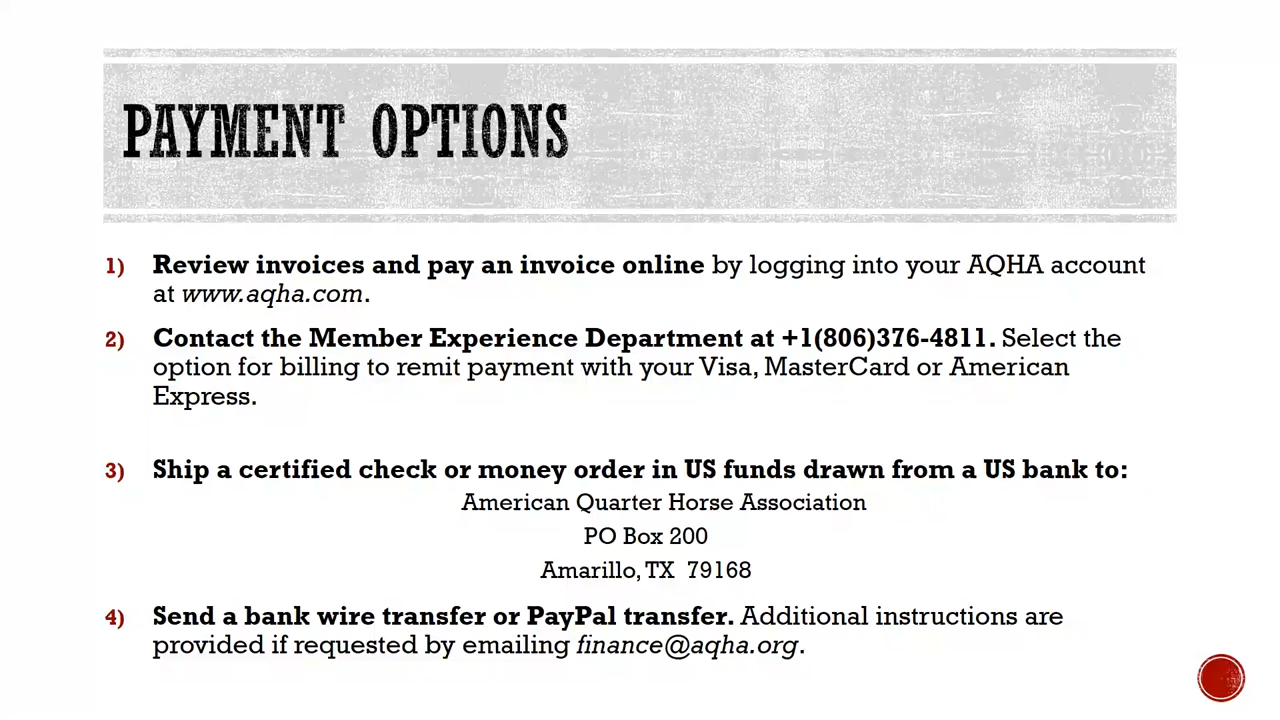 PAYMENT OPTIONS
1) Review invoices and pay an invoice online by logging into your AQHA account
at www.aqha.com.
2) Contact the Member Experience Department at +1(806)376-4811. Select the
option for billing to remit payment with your Visa, MasterCard or American
Express.
3) Ship a certified check or money order in US funds drawn from a US bank to:
American Quarter Horse Association
PO Box 200
Amarillo, TX 79168
4) Send a bank wire transfer or PayPal transfer. Additional instructions are
provided if requested by emailing finance@aqha.org.